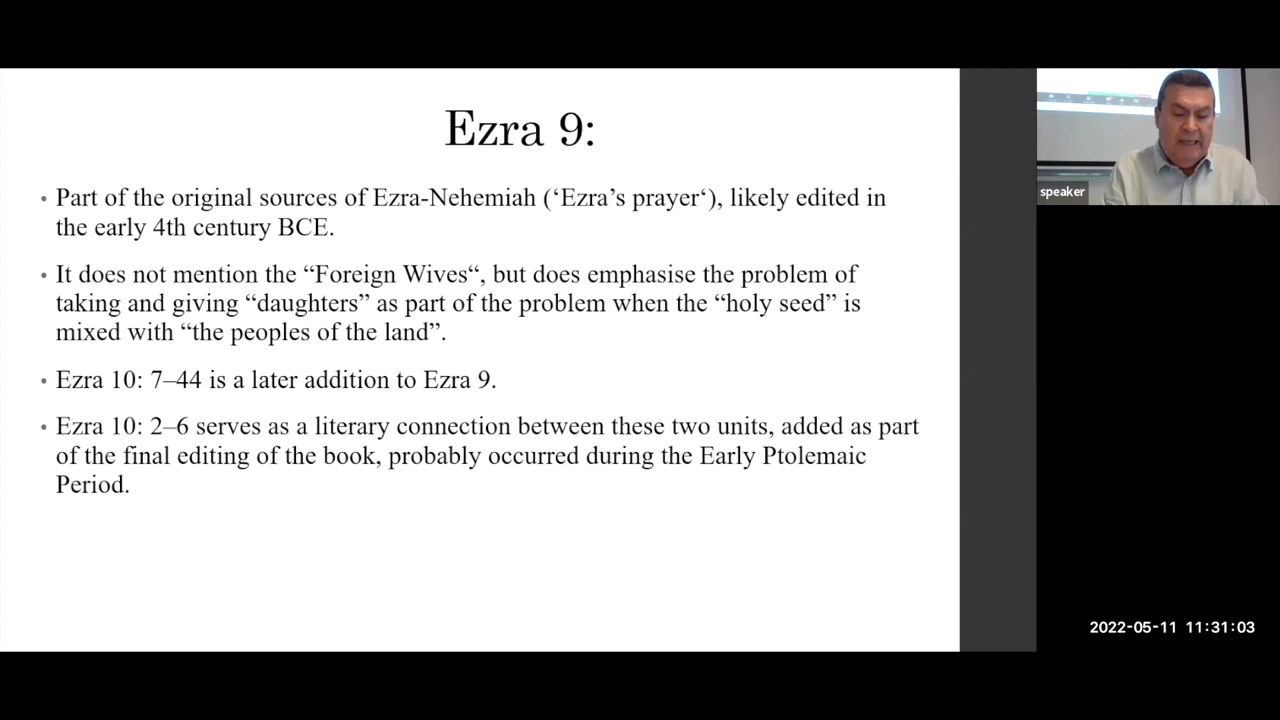 Ezra 9:
• Part of the original sources of Ezra-Nehemiah (‘Ezra’s prayer‘), likely edited in
the early 4th century BCE.
• It does not mention the “Foreign Wives“, but does emphasise the problem of
taking and giving “daughters” as part of the problem when the “holy seed” is
mixed with “the peoples of the land”.
• Ezra 10: 7–44 is a later addition to Ezra 9.
• Ezra 10: 2–6 serves as a literary connection between these two units, added as part
of the final editing of the book, probably occurred during the Early Ptolemaic
Period.
speaker
2022-05-11 11:31:03